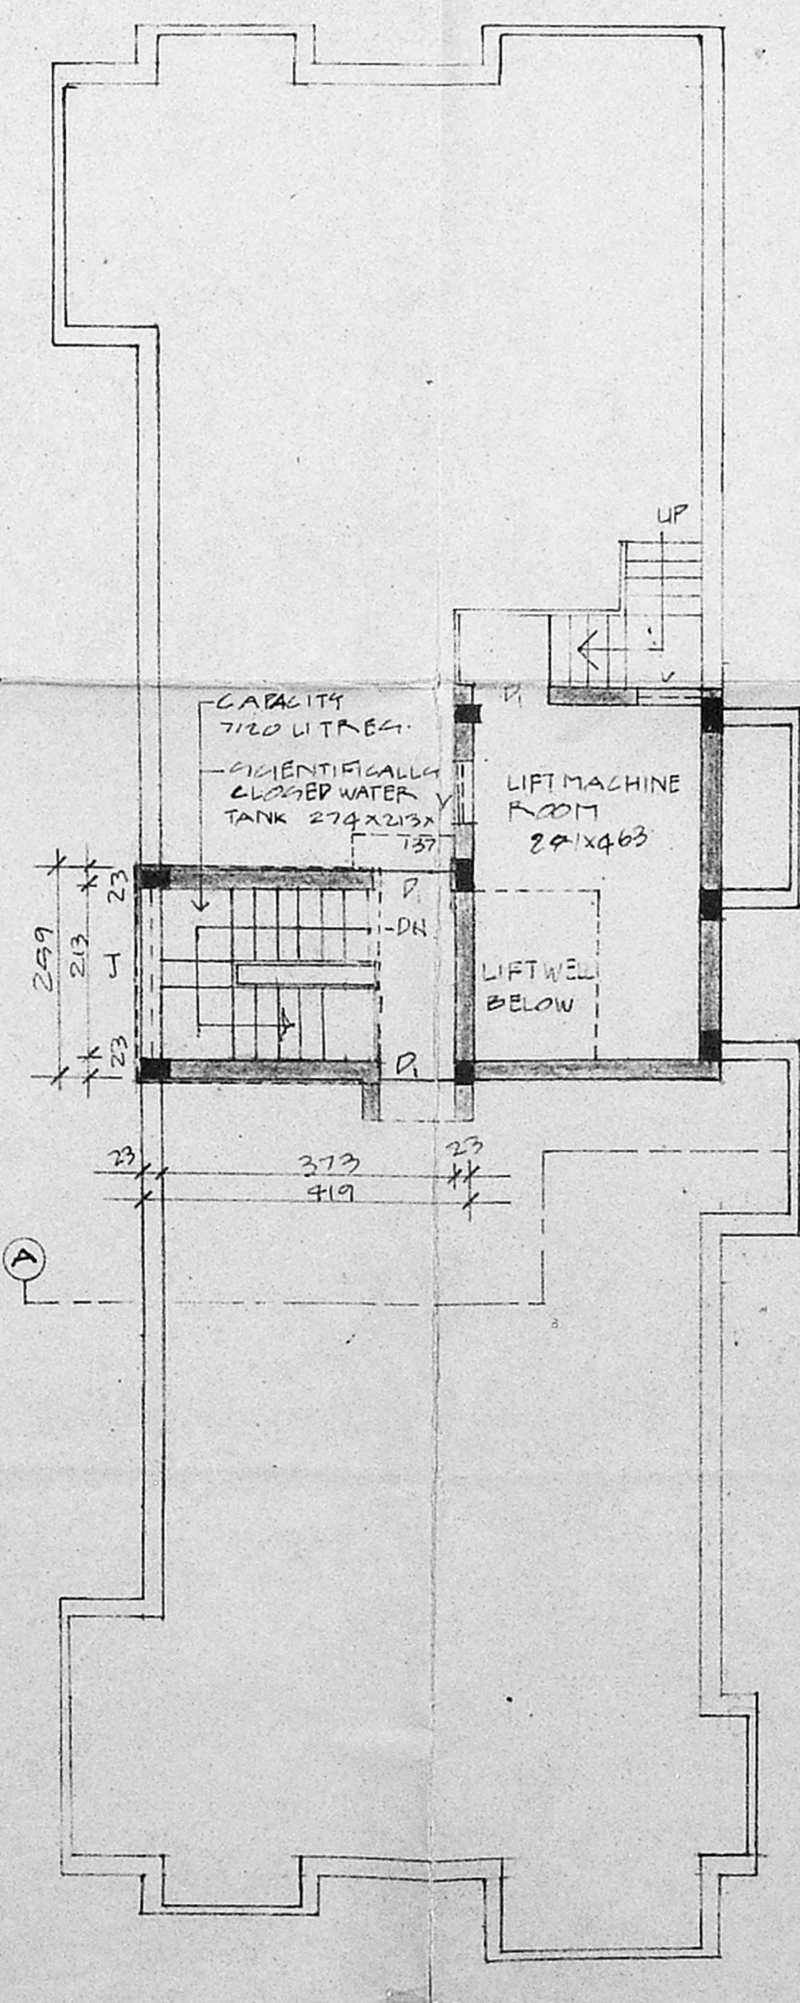 UP
CAPACITY
7120 LITRES.
SCIENTIFICALLY
CLOSED WATER
TANK 274X213X
137
D1
V
V
LIFT MACHINE
ROOM
241X463
23
259
213
23
D1
DN
LIFT WELL
BELOW
D1
23
373
23
419
A